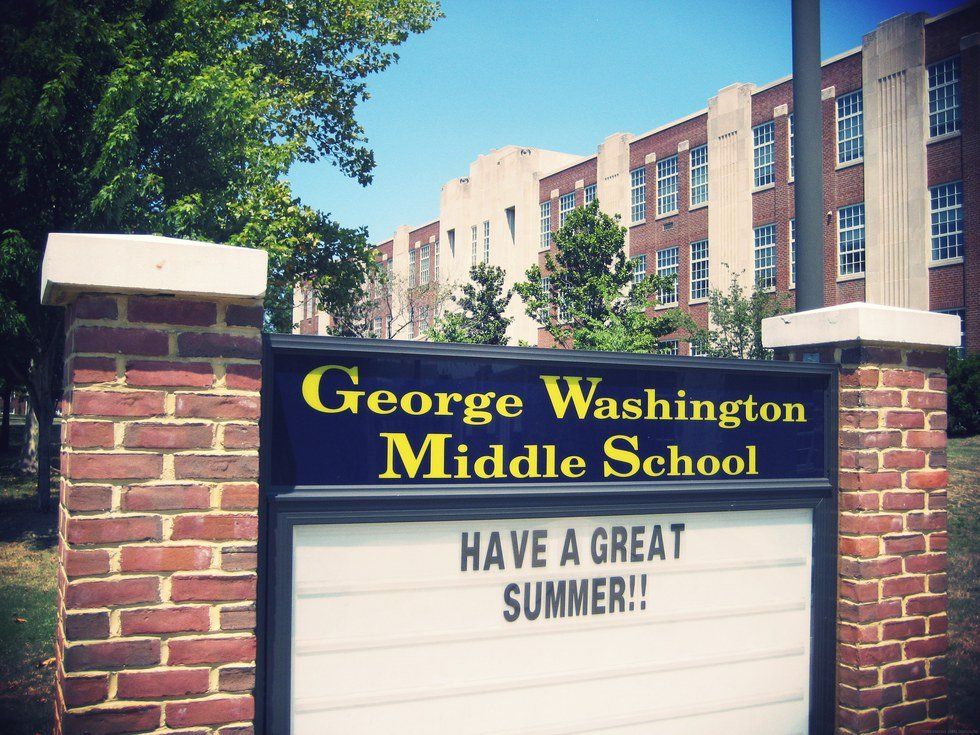 George Washington
Middle School
HAVE A GREAT
SUMMER!!